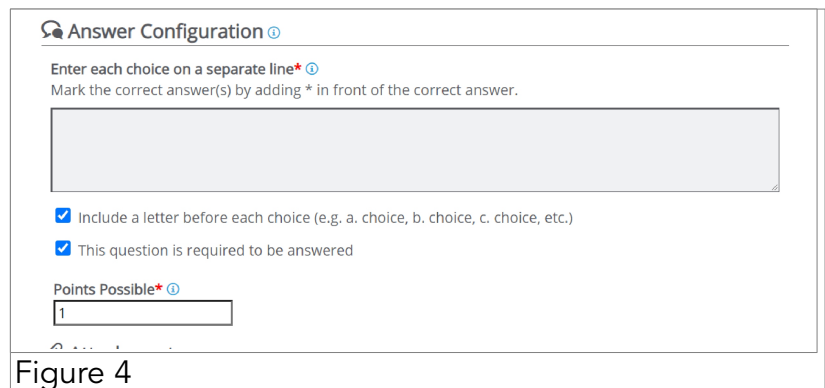 Answer Configuration
Enter each choice on a separate line*
Mark the correct answer(s) by adding * in front of the correct answer.
Include a letter before each choice (e.g. a. choice, b. choice, c. choice, etc.)
This question is required to be answered
Points Possible*
1
Figure 4